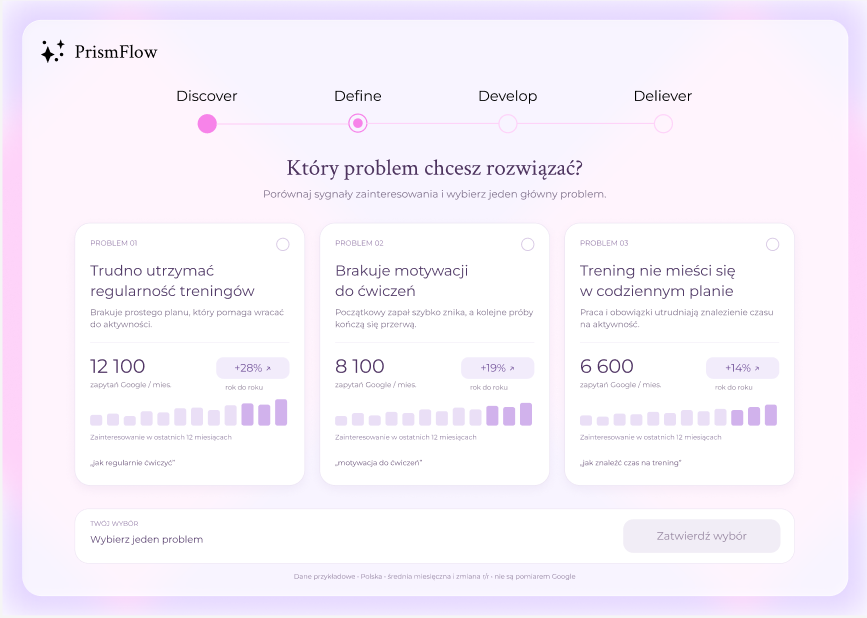 PrismFlow
Discover
Define
Develop
Deliever
Który problem chcesz rozwiązać?
Porównaj sygnały zainteresowania i wybierz jeden główny problem.
PROBLEM 01
Trudno utrzymać
regularność treningów
Brakuje prostego planu, który pomaga wracać
do aktywności.
12 100
+28% ↗
zapytań Google / mies.
rok do roku
Zainteresowanie w ostatnich 12 miesiącach
„jak regularnie ćwiczyć”
PROBLEM 02
Brakuje motywacji
do ćwiczeń
Początkowy zapał szybko znika, a kolejne próby
kończą się przerwą.
8 100
+19% ↗
zapytań Google / mies.
rok do roku
Zainteresowanie w ostatnich 12 miesiącach
„motywacja do ćwiczeń”
PROBLEM 03
Trening nie mieści się
w codziennym planie
Praca i obowiązki utrudniają znalezienie czasu
na aktywność.
6 600
+14% ↗
zapytań Google / mies.
rok do roku
Zainteresowanie w ostatnich 12 miesiącach
„jak znaleźć czas na trening”
TWÓJ WYBÓR
Wybierz jeden problem
Zatwierdź wybór
Dane przykładowe • Polska • średnia miesięczna i zmiana r/r • nie są pomiarem Google